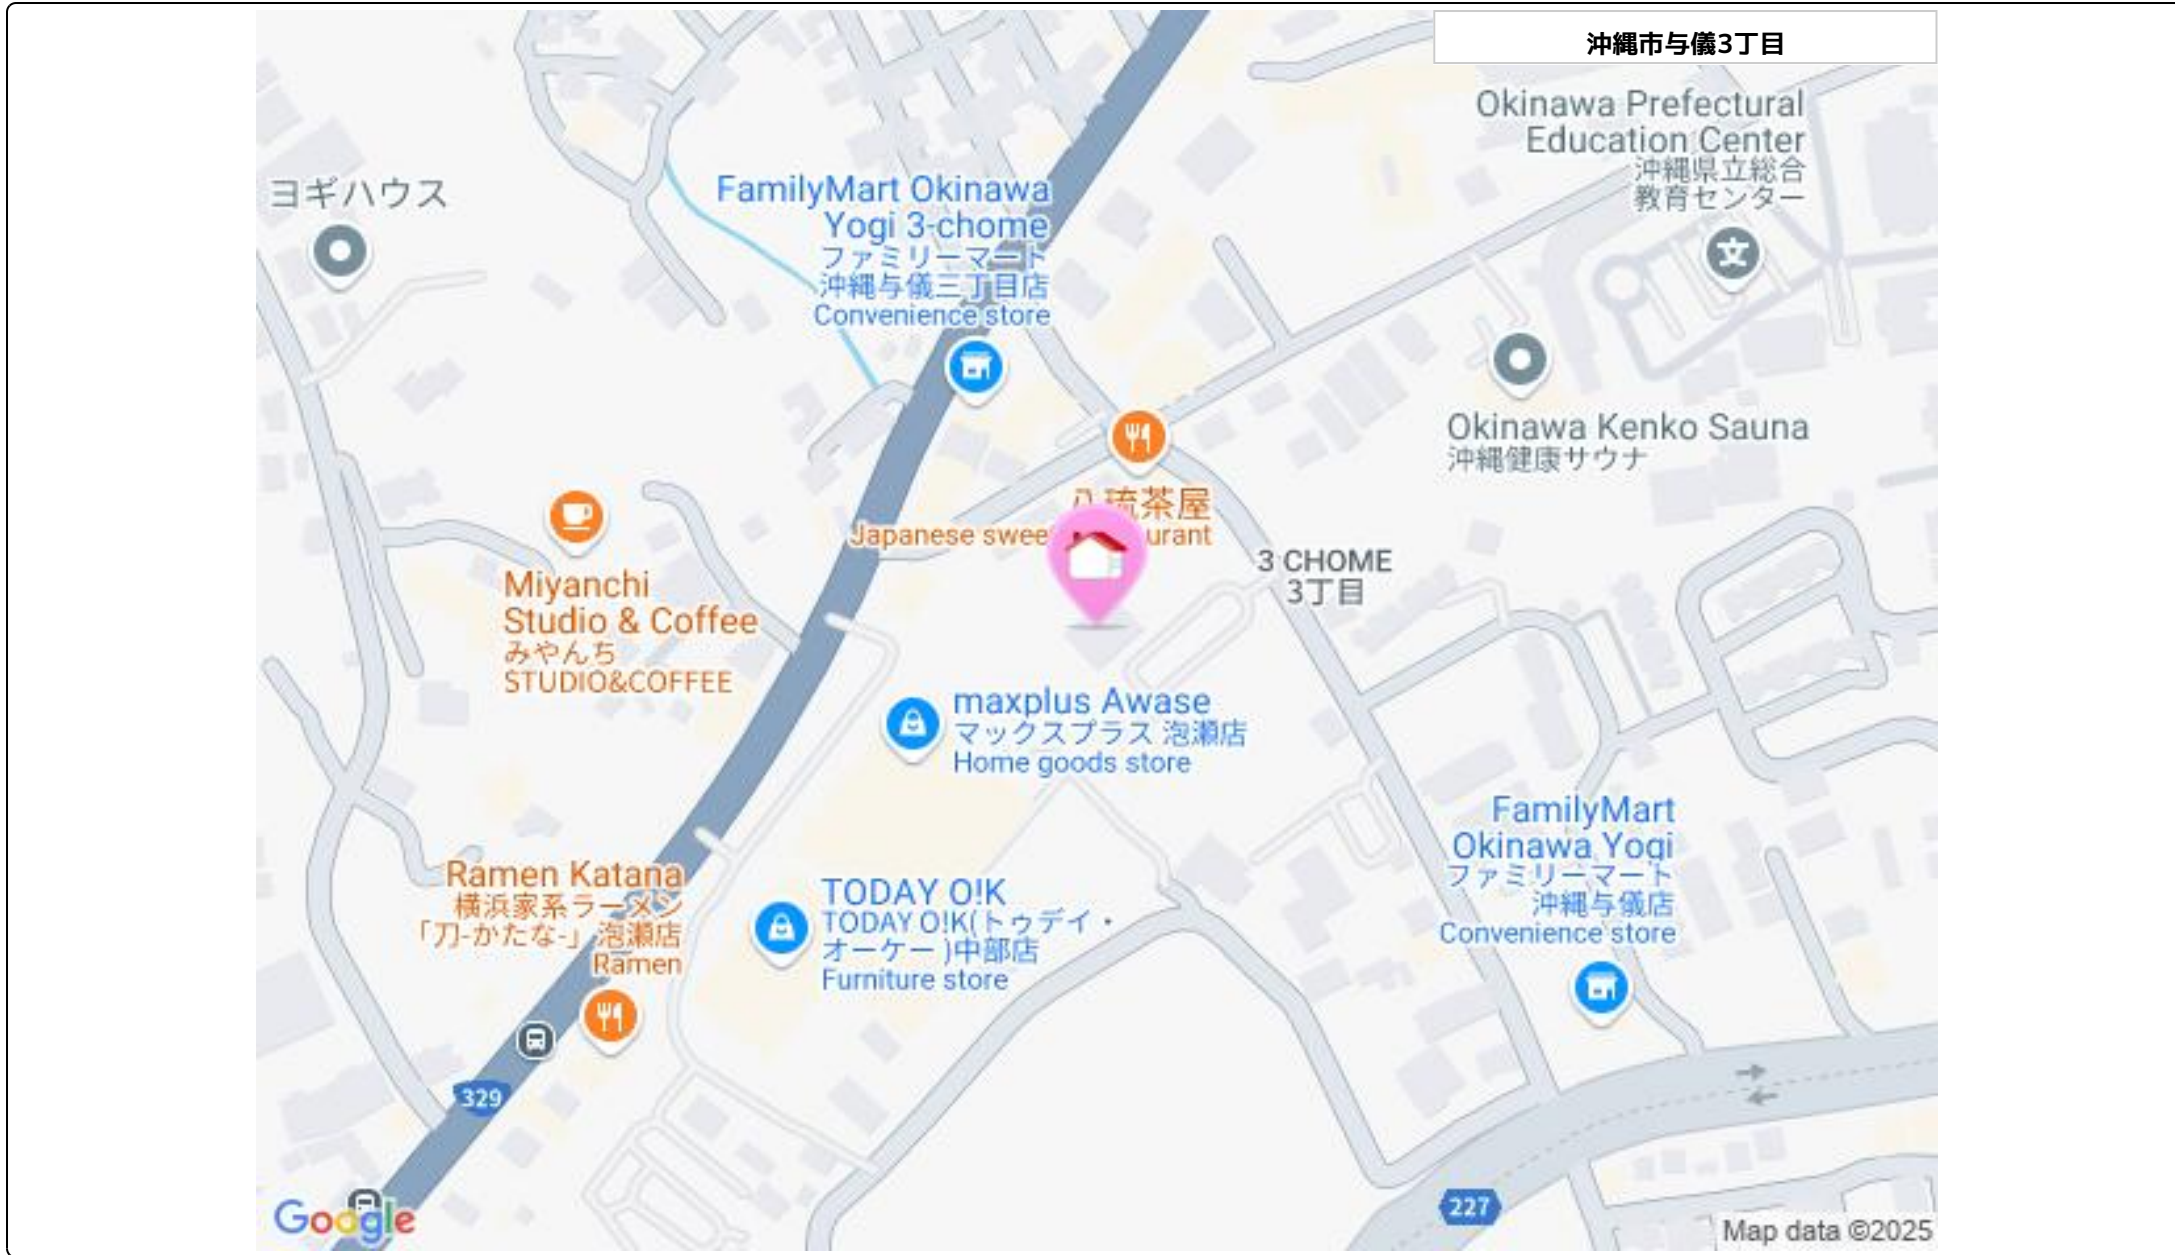 沖縄市与儀3丁目
Okinawa Prefectural
Education Center
沖縄県立総合
教育センター
ヨギハウス
FamilyMart Okinawa
Yogi 3-chome
ファミリーマート
沖縄与儀三丁目店
Convenience store
Okinawa Kenko Sauna
沖縄健康サウナ
琉茶屋
Japanese
3 CHOME
3丁目
Miyanchi
Studio & Coffee
みやんち
STUDIO&COFFEE
maxplus Awase
マックスプラス 泡瀬店
Home goods store
FamilyMart
Okinawa Yogi
ファミリーマート
沖縄与儀店
Convenience store
Ramen Katana
横浜家系ラーメン
「刀-かたな-」 泡瀬店
Ramen
TODAY O!K
TODAY O!K(トゥデイ・
オーケー )中部店
Furniture store
329
227
Google
Map data ©2025